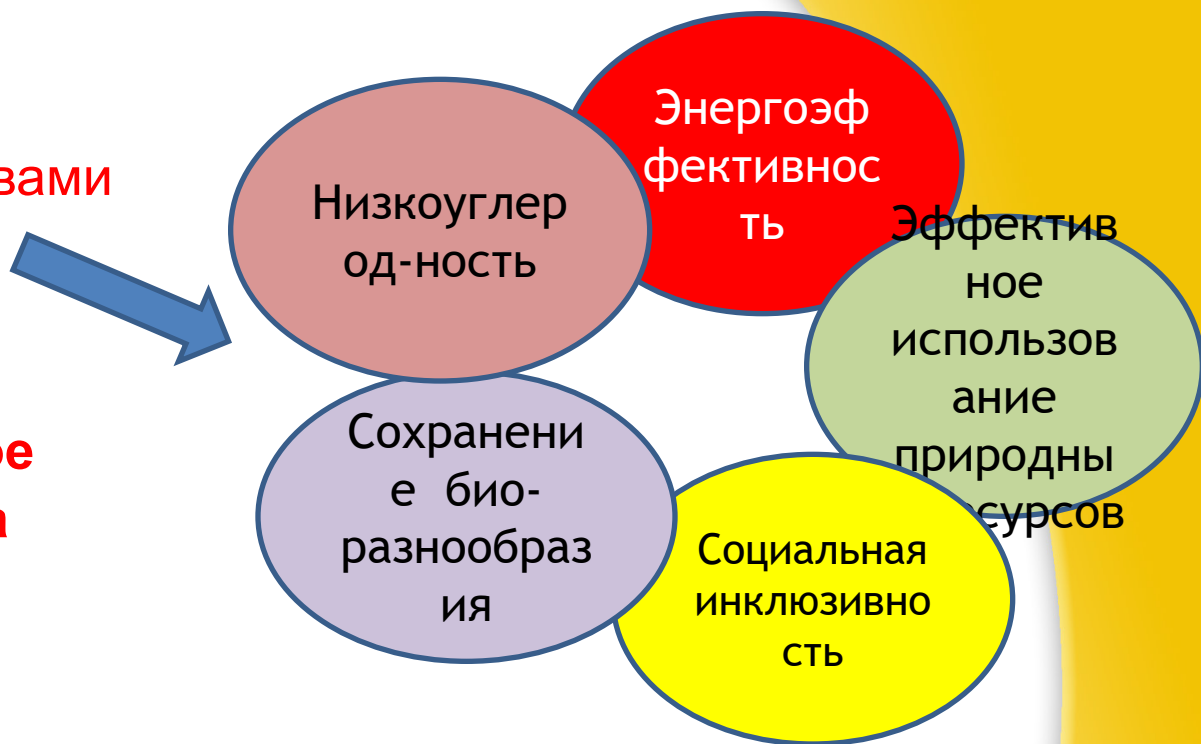 вами
ое
а
Низкоуглер
од-ность
Энергоэф
фективнос
ть
Эффектив
ное
использов
ание
природны
есурсов
Сохранени
е био-
разнообраз
ия
Социальная
инклюзивно
сть